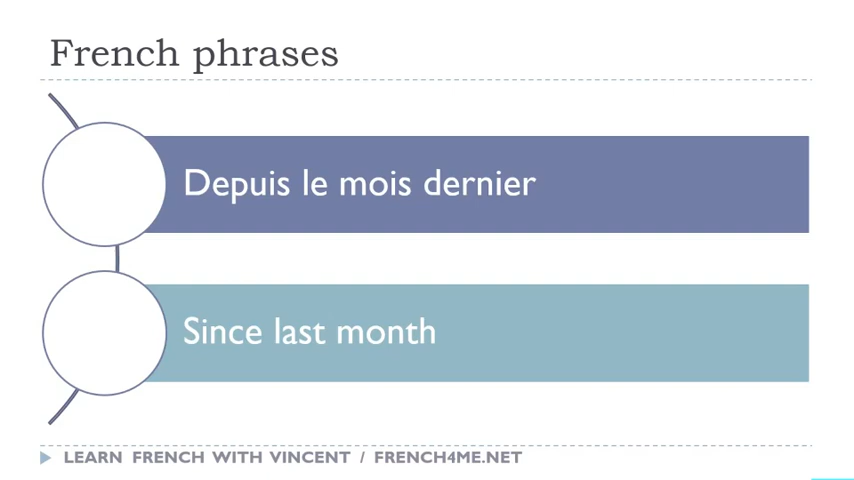 French phrases
Depuis le mois dernier
Since last month
LEARN FRENCH WITH VINCENT / FRENCH4ME.NET